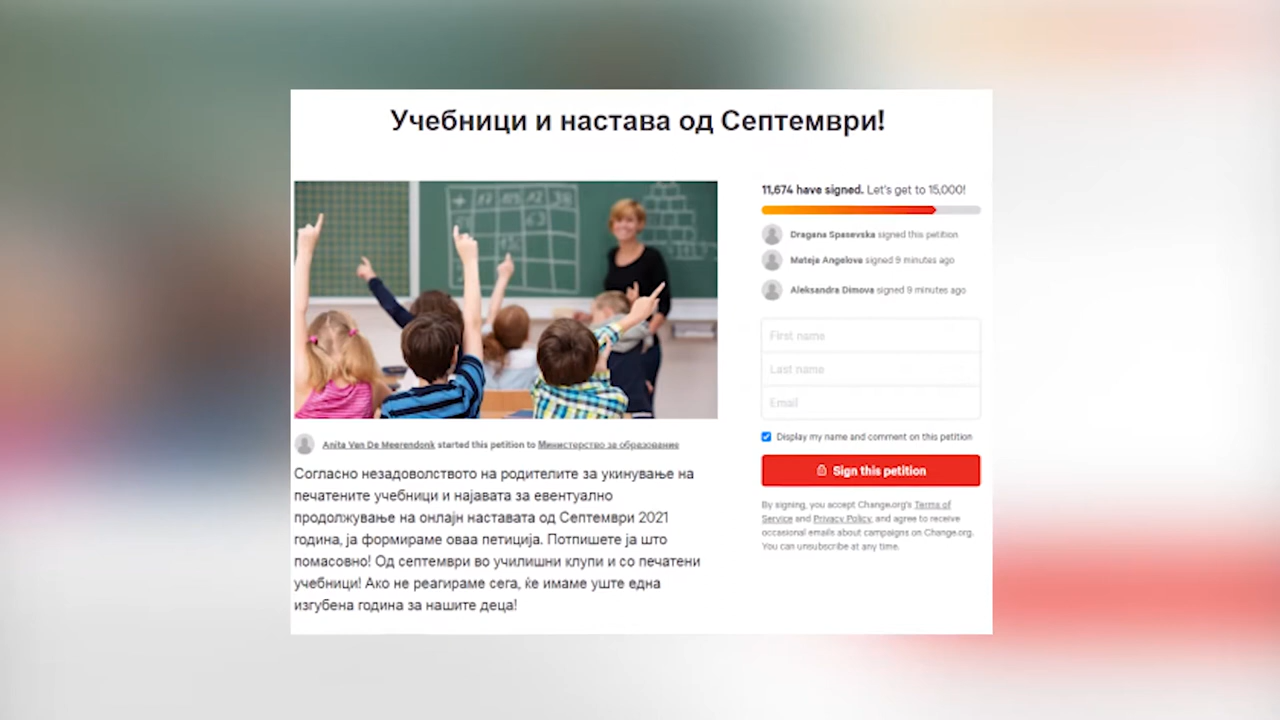 Учебници и настава од Септември!
11,674 have signed. Let's get to 15,000!
Dragana Spasevska signed this petition
Mateja Angelova signed 9 minutes ago
Aleksandra Dimova signed 9 minutes ago
First name
Last name
Email
Display my name and comment on this petition
Sign this petition
By signing, you accept Change.org's Terms of
Service and Privacy Policy, and agree to receive
occasional emails about campaigns on Change.org.
You can unsubscribe at any time.
Anita Van De Meerendonk started this petition to Министерство за образование
Согласно незадоволството на родителите за укинување на
печатените учебници и најавата за евентуално
продолжување на онлајн наставата од Септември 2021
година, ја формираме оваа петиција. Потпишете ја што
помасовно! Од септември во училишни клупи и со печатени
учебници! Ако не реагираме сега, ќе имаме уште една
изгубена година за нашите деца!